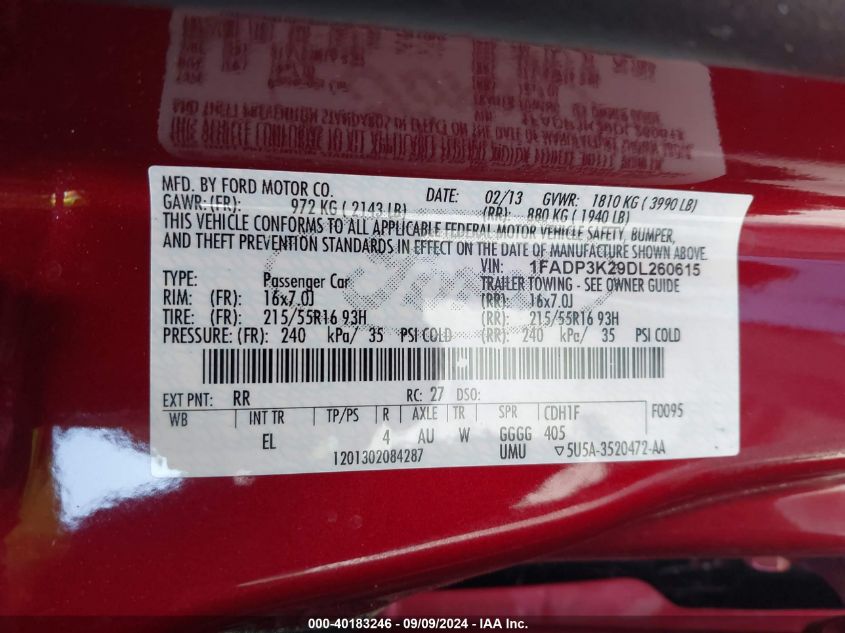 MFD. BY FORD MOTOR CO. DATE: 02/13 GVWR: 1810 KG ( 3990 LB)
GAWR: (FR): 972 KG ( 2143 LB) (RR): 880 KG ( 1940 LB)
THIS VEHICLE CONFORMS TO ALL APPLICABLE FEDERAL MOTOR VEHICLE SAFETY, BUMPER,
AND THEFT PREVENTION STANDARDS IN EFFECT ON THE DATE OF MANUFACTURE SHOWN ABOVE.
VIN: 1FADP3K29DL260615
TYPE: Passenger Car TRAILER TOWING - SEE OWNER GUIDE
RIM: (FR): 16x7.0J (RR): 16x7.0J
TIRE: (FR): 215/55R16 93H (RR): 215/55R16 93H
PRESSURE: (FR): 240 kPa/ 35 PSI COLD (RR): 240 kPa/ 35 PSI COLD
EXT PNT: RR RC: 27 DSO:
WB INT TR TP/PS R AXLE TR SPR CDH1F F0095
EL 4 AU W GGGG 405
1201302084287 UMU ▽5U5A-3520472-AA
000-40183246 - 09/09/2024 - IAA Inc.